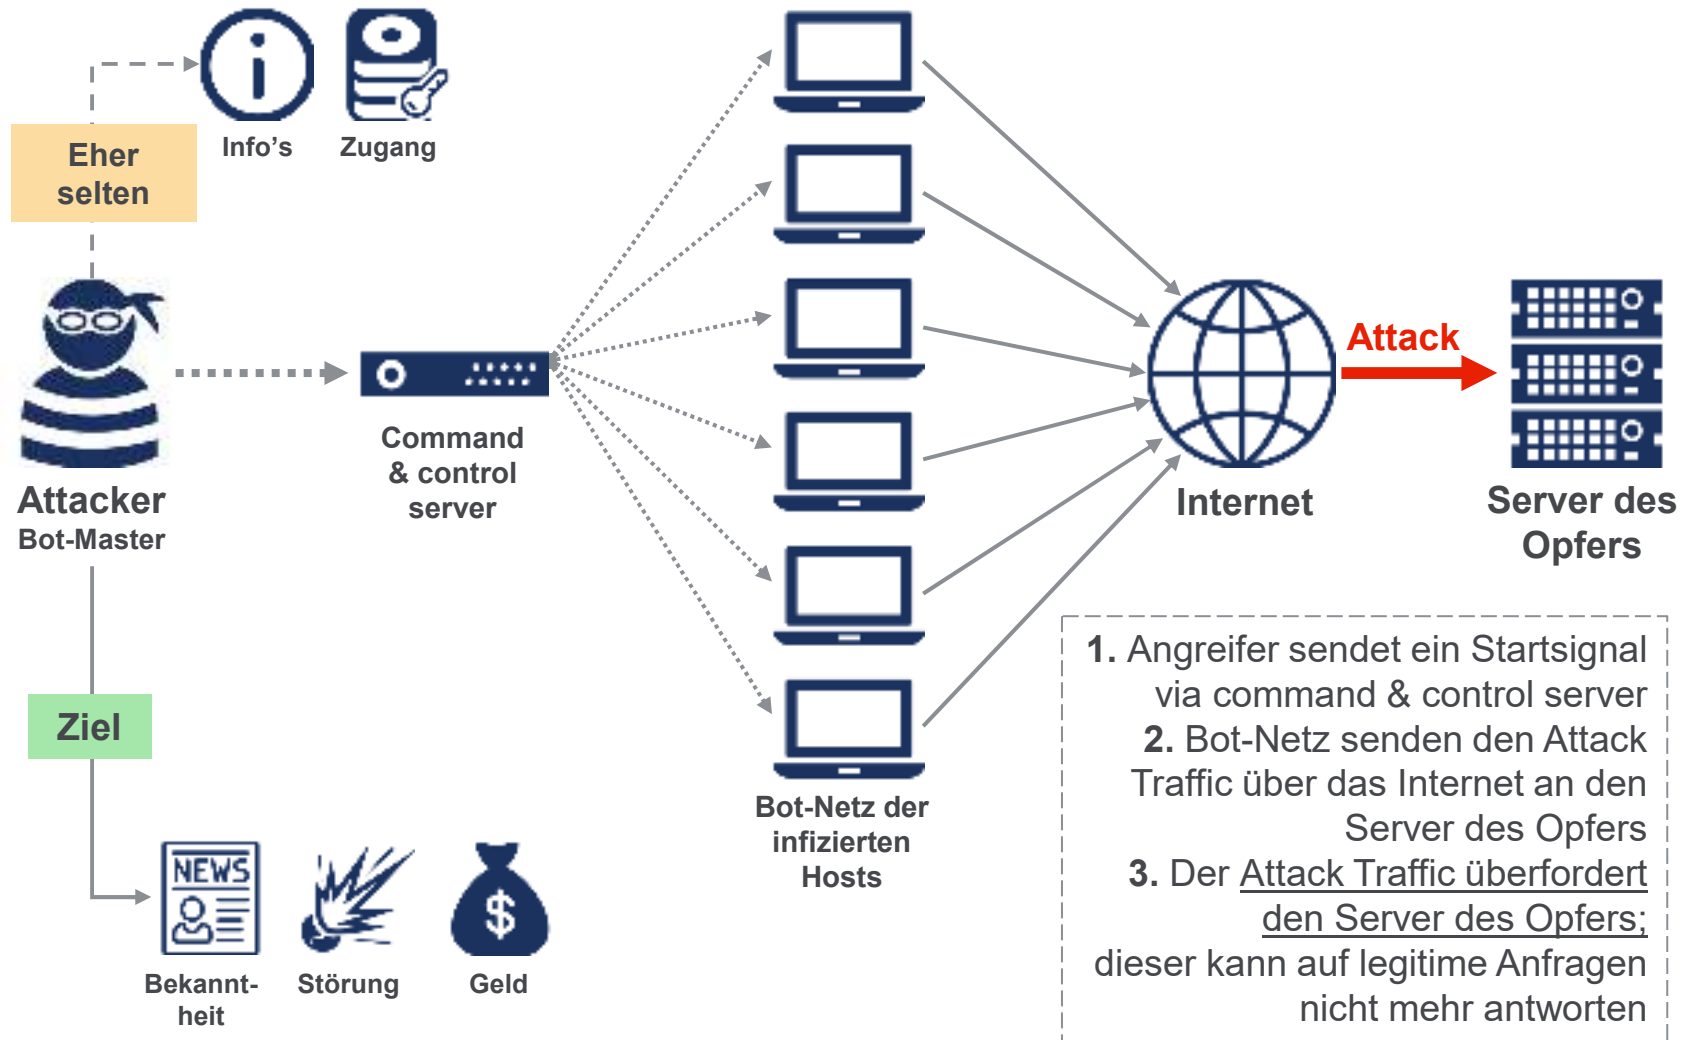 Info's
Zugang
Eher
selten
Attack
Command
& control
server
Attacker
Bot-Master
Internet
Server des
Opfers
Ziel
Bot-Netz der
infizierten
Hosts
NEWS
$
Bekannt-
heit
Störung
Geld
1. Angreifer sendet ein Startsignal
via command & control server
2. Bot-Netz senden den Attack
Traffic über das Internet an den
Server des Opfers
3. Der Attack Traffic überfordert
den Server des Opfers;
dieser kann auf legitime Anfragen
nicht mehr antworten